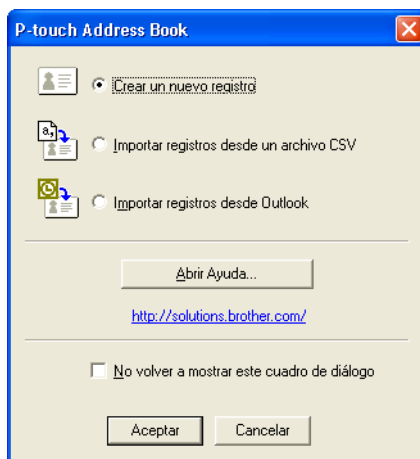 P-touch Address Book
Crear un nuevo registro
a,
Importar registros desde un archivo CSV
Importar registros desde Outlook
Abrir Ayuda...
http://solutions.brother.com/
No volver a mostrar este cuadro de diálogo
Aceptar
Cancelar